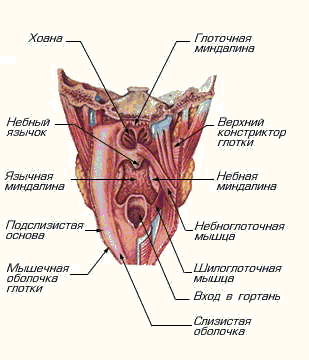 Хоана
Глоточная
миндалина
Небный
язычок
Верхний
констриктор
глотки
Язычная
миндалина
Небная
миндалина
Подслизистая
основа
Небноглоточная
мышца
Мышечная
оболочка
глотки
Шилоглоточная
мышца
Вход в гортань
Слизистая
оболочка